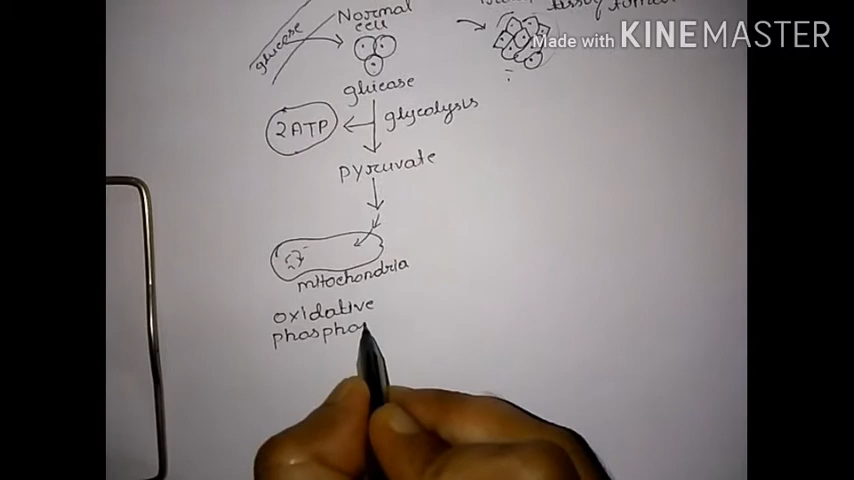 Normal
cell
glucose
glucose
2ATP
glycolysis
pyruvate
mitochondria
oxidative
phospho
Made with KINEMASTER